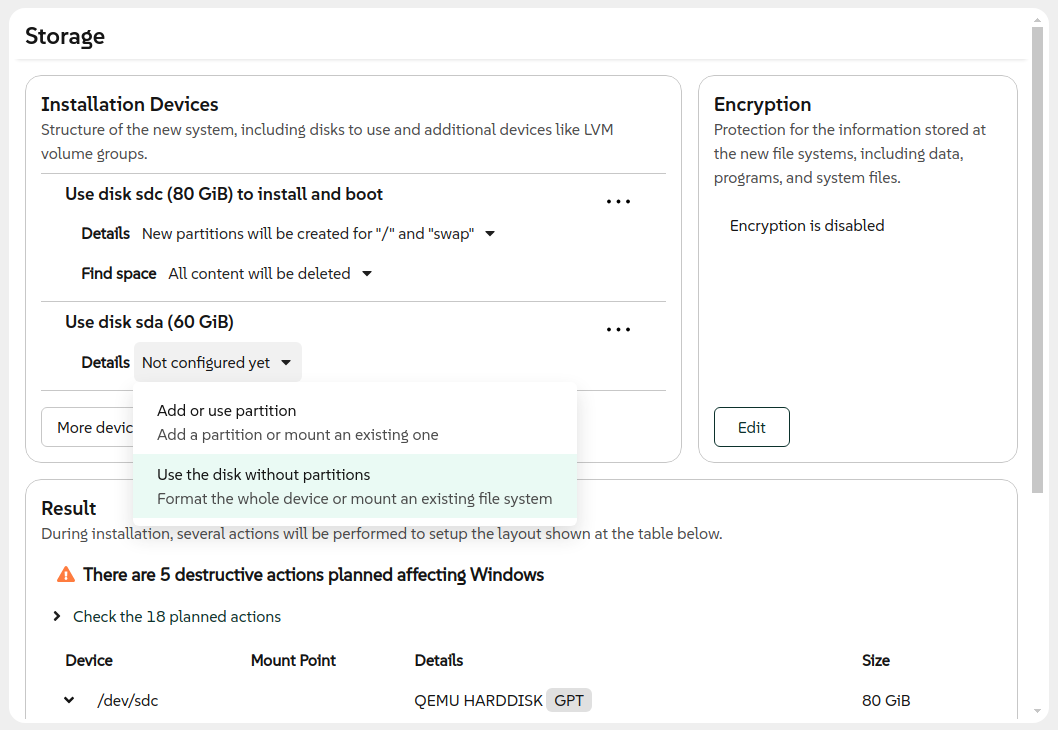 Storage
Installation Devices
Structure of the new system, including disks to use and additional devices like LVM
volume groups.
Use disk sdc (80 GiB) to install and boot
Details New partitions will be created for "/" and "swap"
Find space All content will be deleted
Use disk sda (60 GiB)
Details Not configured yet
Add or use partition
Add a partition or mount an existing one
Use the disk without partitions
Format the whole device or mount an existing file system
More devic
Encryption
Protection for the information stored at
the new file systems, including data,
programs, and system files.
Encryption is disabled
Edit
Result
During installation, several actions will be performed to setup the layout shown at the table below.
There are 5 destructive actions planned affecting Windows
Check the 18 planned actions
Device Mount Point Details Size
/dev/sdc QEMU HARDDISK GPT 80 GiB